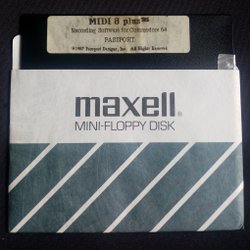 MIDI 8 plus™
Recording Software for Commodore 64
PASSPORT
©1987 Passport Designs, Inc. All Rights Reserved
maxell®
MINI-FLOPPY DISK